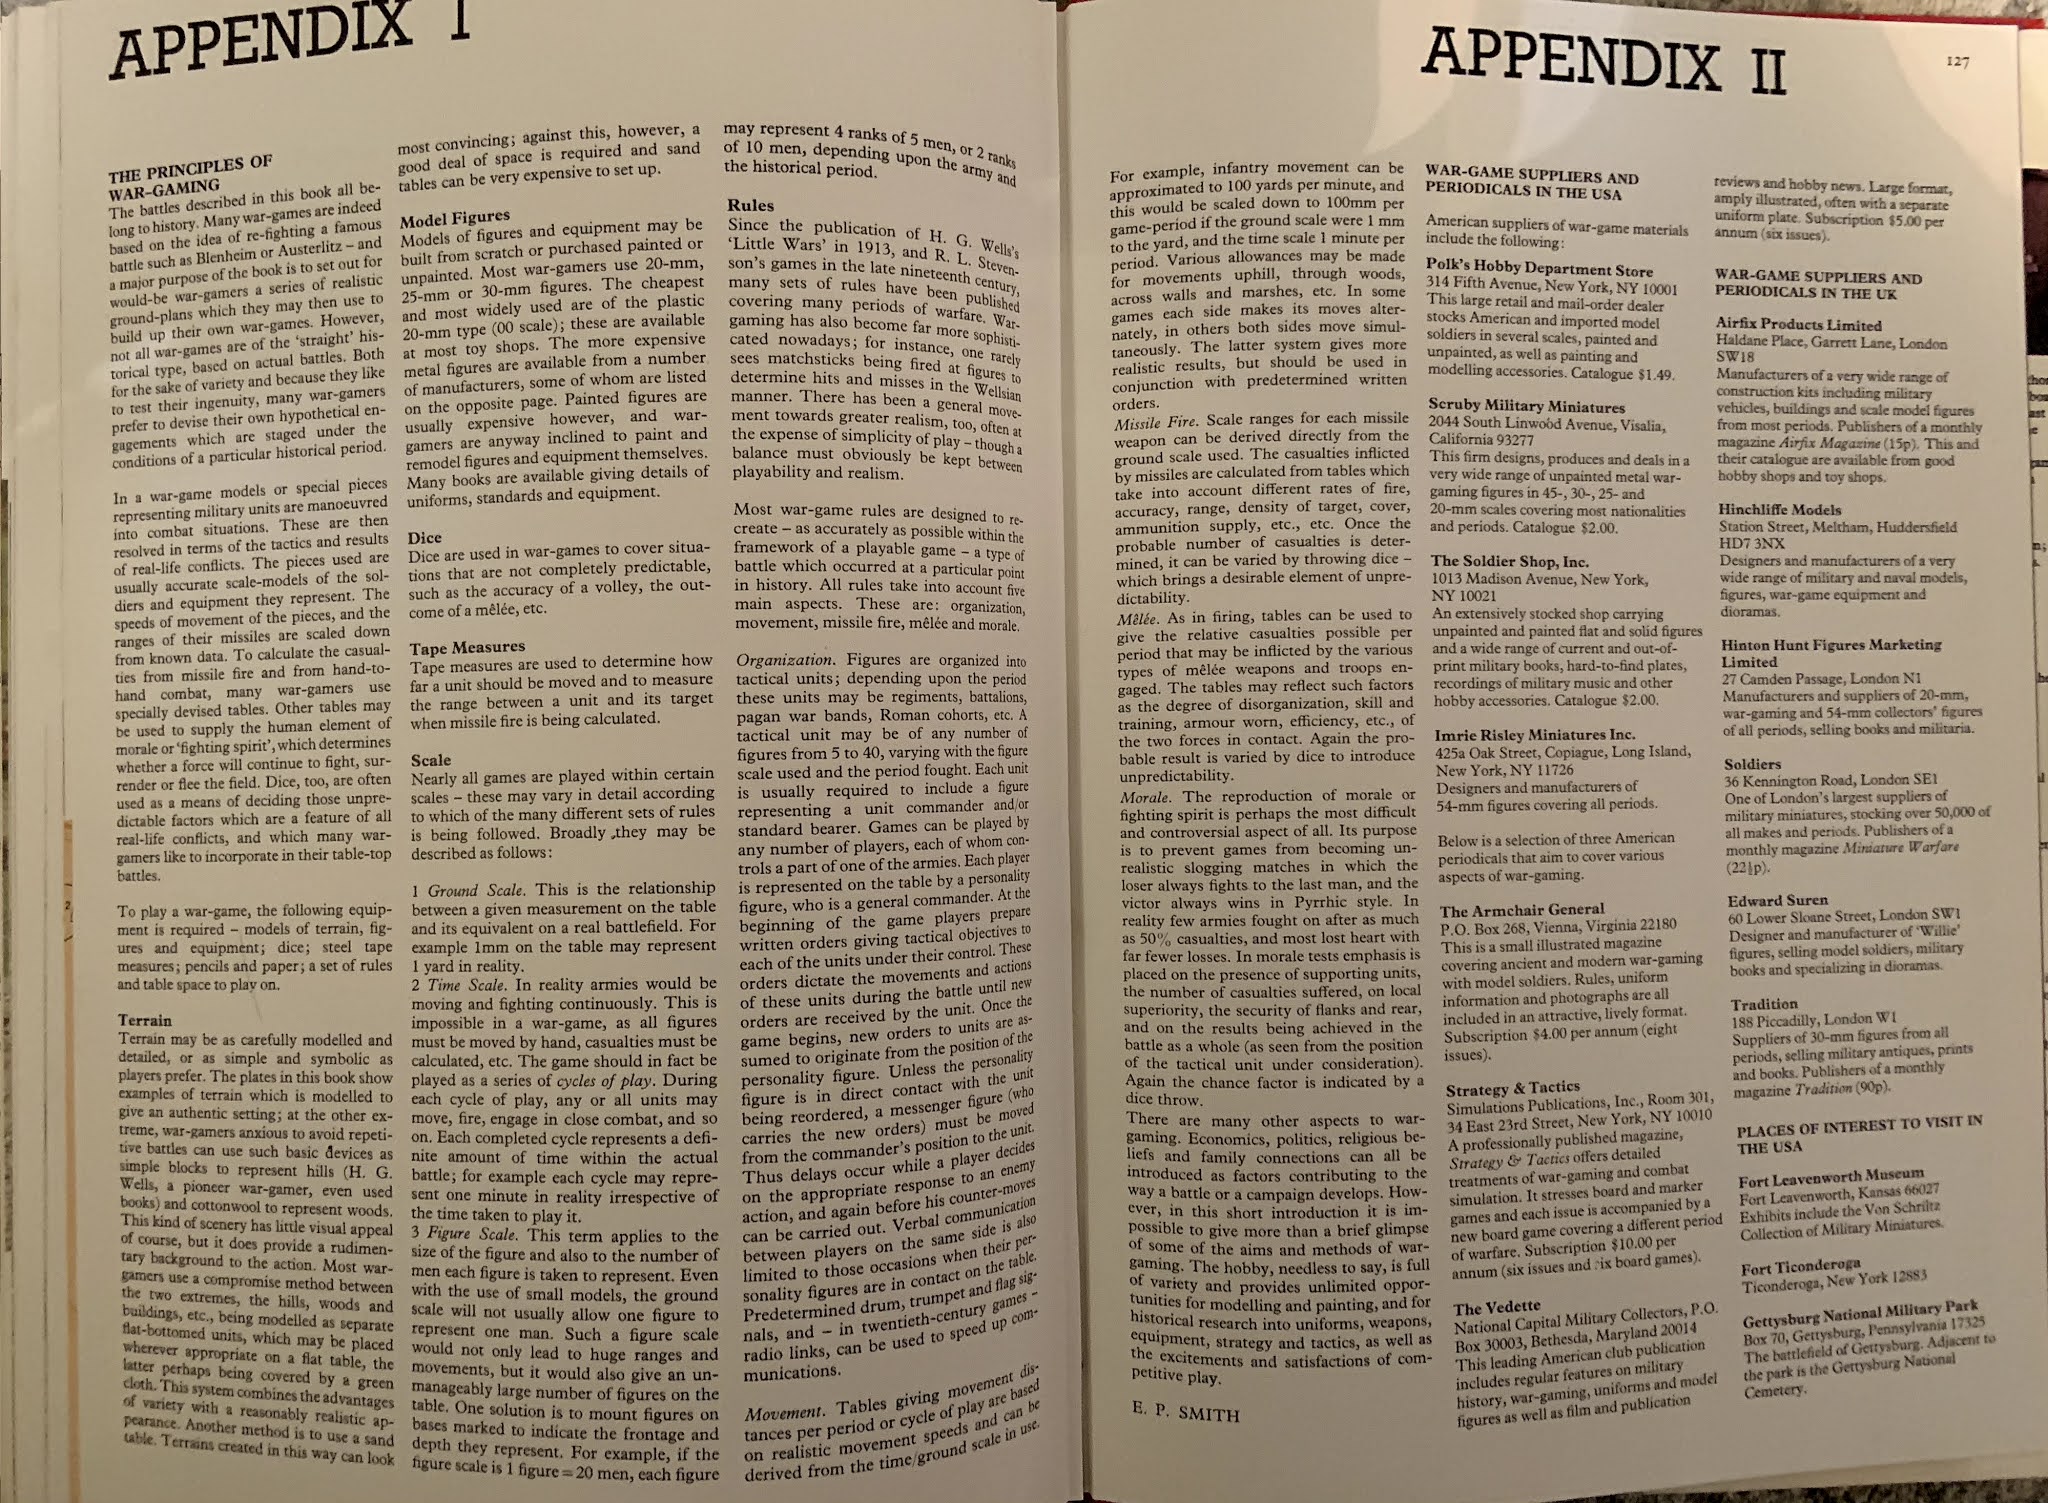 APPENDIX I
THE PRINCIPLES OF
WAR-GAMING
The battles described in this book all be-
long to history. Many war-games are indeed
based on the idea of re-fighting a famous
battle such as Blenheim or Austerlitz – and
a major purpose of the book is to set out for
would-be war-gamers a series of realistic
ground-plans which they may then use to
build up their own war-games. However,
not all war-games are of the 'straight' his-
torical type, based on actual battles. Both
for the sake of variety and because they like
to test their ingenuity, many war-gamers
prefer to devise their own hypothetical en-
gagements which are staged under the
conditions of a particular historical period.
In a war-game models or special pieces
representing military units are manoeuvred
into combat situations. These are then
resolved in terms of the tactics and results
of real-life conflicts. The pieces used are
usually accurate scale-models of the sol-
diers and equipment they represent. The
speeds of movement of the pieces, and the
ranges of their missiles are scaled down
from known data. To calculate the casual-
ties from missile fire and from hand-to-
hand combat, many war-gamers use
specially devised tables. Other tables may
be used to supply the human element of
morale or 'fighting spirit', which determines
whether a force will continue to fight, sur-
render or flee the field. Dice, too, are often
used as a means of deciding those unpre-
dictable factors which are a feature of all
real-life conflicts, and which many war-
gamers like to incorporate in their table-top
battles.
To play a war-game, the following equip-
ment is required – models of terrain, fig-
ures and equipment; dice; steel tape
measures; pencils and paper; a set of rules
and table space to play on.
Terrain
Terrain may be as carefully modelled and
detailed, or as simple and symbolic as
players prefer. The plates in this book show
examples of terrain which is modelled to
give an authentic setting; at the other ex-
treme, war-gamers anxious to avoid repeti-
tive battles can use such basic devices as
simple blocks to represent hills (H. G.
Wells, a pioneer war-gamer, even used
books) and cottonwool to represent woods.
This kind of scenery has little visual appeal
of course, but it does provide a rudimen-
tary background to the action. Most war-
gamers use a compromise method between
the two extremes, the hills, woods and
buildings, etc., being modelled as separate
flat-bottomed units, which may be placed
wherever appropriate on a flat table, the
latter perhaps being covered by a green
cloth. This system combines the advantages
of variety with a reasonably realistic ap-
pearance. Another method is to use a sand
table. Terrains created in this way can look
most convincing; against this, however, a
good deal of space is required and sand
tables can be very expensive to set up.
Model Figures
Models of figures and equipment may be
built from scratch or purchased painted or
unpainted. Most war-gamers use 20-mm,
25-mm or 30-mm figures. The cheapest
and most widely used are of the plastic
20-mm type (00 scale); these are available
at most toy shops. The more expensive
metal figures are available from a number
of manufacturers, some of whom are listed
on the opposite page. Painted figures are
usually expensive however, and war-
gamers are anyway inclined to paint and
remodel figures and equipment themselves.
Many books are available giving details of
uniforms, standards and equipment.
Dice
Dice are used in war-games to cover situa-
tions that are not completely predictable,
such as the accuracy of a volley, the out-
come of a mêlée, etc.
Tape Measures
Tape measures are used to determine how
far a unit should be moved and to measure
the range between a unit and its target
when missile fire is being calculated.
Scale
Nearly all games are played within certain
scales – these may vary in detail according
to which of the many different sets of rules
is being followed. Broadly they may be
described as follows:
1 Ground Scale. This is the relationship
between a given measurement on the table
and its equivalent on a real battlefield. For
example 1mm on the table may represent
1 yard in reality.
2 Time Scale. In reality armies would be
moving and fighting continuously. This is
impossible in a war-game, as all figures
must be moved by hand, casualties must be
calculated, etc. The game should in fact be
played as a series of cycles of play. During
each cycle of play, any or all units may
move, fire, engage in close combat, and so
on. Each completed cycle represents a defi-
nite amount of time within the actual
battle; for example each cycle may repre-
sent one minute in reality irrespective of
the time taken to play it.
3 Figure Scale. This term applies to the
size of the figure and also to the number of
men each figure is taken to represent. Even
with the use of small models, the ground
scale will not usually allow one figure to
represent one man. Such a figure scale
would not only lead to huge ranges and
movements, but it would also give an un-
manageably large number of figures on the
table. One solution is to mount figures on
bases marked to indicate the frontage and
depth they represent. For example, if the
figure scale is 1 figure = 20 men, each figure
may represent 4 ranks of 5 men, or 2 ranks
of 10 men, depending upon the army and
the historical period.
Rules
Since the publication of H. G. Wells's
'Little Wars' in 1913, and R. L. Steven-
son's games in the late nineteenth century,
many sets of rules have been published
covering many periods of warfare. War-
gaming has also become far more sophisti-
cated nowadays; for instance, one rarely
sees matchsticks being fired at figures to
determine hits and misses in the Wellsian
manner. There has been a general move-
ment towards greater realism, too, often at
the expense of simplicity of play – though a
balance must obviously be kept between
playability and realism.
Most war-game rules are designed to re-
create – as accurately as possible within the
framework of a playable game – a type of
battle which occurred at a particular point
in history. All rules take into account five
main aspects. These are: organization,
movement, missile fire, mêlée and morale.
Organization. Figures are organized into
tactical units; depending upon the period
these units may be regiments, battalions,
pagan war bands, Roman cohorts, etc. A
tactical unit may be of any number of
figures from 5 to 40, varying with the figure
scale used and the period fought. Each unit
is usually required to include a figure
representing a unit commander and/or
standard bearer. Games can be played by
any number of players, each of whom con-
trols a part of one of the armies. Each player
is represented on the table by a personality
figure, who is a general commander. At the
beginning of the game players prepare
written orders giving tactical objectives to
each of the units under their control. These
orders dictate the movements and actions
of these units during the battle until new
orders are received by the unit. Once the
game begins, new orders to units are as-
sumed to originate from the position of the
personality figure. Unless the personality
figure is in direct contact with the unit
being reordered, a messenger figure (who
carries the new orders) must be moved
from the commander's position to the unit.
Thus delays occur while a player decides
on the appropriate response to an enemy
action, and again before his counter-moves
can be carried out. Verbal communication
between players on the same side is also
limited to those occasions when their per-
sonality figures are in contact on the table.
Predetermined drum, trumpet and flag sig-
nals, and – in twentieth-century games –
radio links, can be used to speed up com-
munications.
Movement. Tables giving movement dis-
tances per period or cycle of play are based
on realistic movement speeds and can be
derived from the time/ground scale in use.
APPENDIX II
127
For example, infantry movement can be
approximated to 100 yards per minute, and
this would be scaled down to 100mm per
game-period if the ground scale were 1 mm
to the yard, and the time scale 1 minute per
period. Various allowances may be made
for movements uphill, through woods,
across walls and marshes, etc. In some
games each side makes its moves alter-
nately, in others both sides move simul-
taneously. The latter system gives more
realistic results, but should be used in
conjunction with predetermined written
orders.
Missile Fire. Scale ranges for each missile
weapon can be derived directly from the
ground scale used. The casualties inflicted
by missiles are calculated from tables which
take into account different rates of fire,
accuracy, range, density of target, cover,
ammunition supply, etc., etc. Once the
probable number of casualties is deter-
mined, it can be varied by throwing dice –
which brings a desirable element of unpre-
dictability.
Mêlée. As in firing, tables can be used to
give the relative casualties possible per
period that may be inflicted by the various
types of mêlée weapons and troops en-
gaged. The tables may reflect such factors
as the degree of disorganization, skill and
training, armour worn, efficiency, etc., of
the two forces in contact. Again the pro-
bable result is varied by dice to introduce
unpredictability.
Morale. The reproduction of morale or
fighting spirit is perhaps the most difficult
and controversial aspect of all. Its purpose
is to prevent games from becoming un-
realistic slogging matches in which the
loser always fights to the last man, and the
victor always wins in Pyrrhic style. In
reality few armies fought on after as much
as 50% casualties, and most lost heart with
far fewer losses. In morale tests emphasis is
placed on the presence of supporting units,
the number of casualties suffered, on local
superiority, the security of flanks and rear,
and on the results being achieved in the
battle as a whole (as seen from the position
of the tactical unit under consideration).
Again the chance factor is indicated by a
dice throw.
There are many other aspects to war-
gaming. Economics, politics, religious be-
liefs and family connections can all be
introduced as factors contributing to the
way a battle or a campaign develops. How-
ever, in this short introduction it is im-
possible to give more than a brief glimpse
of some of the aims and methods of war-
gaming. The hobby, needless to say, is full
of variety and provides unlimited oppor-
tunities for modelling and painting, and for
historical research into uniforms, weapons,
equipment, strategy and tactics, as well as
the excitements and satisfactions of com-
petitive play.
E. P. SMITH
WAR-GAME SUPPLIERS AND
PERIODICALS IN THE USA
American suppliers of war-game materials
include the following:
Polk's Hobby Department Store
314 Fifth Avenue, New York, NY 10001
This large retail and mail-order dealer
stocks American and imported model
soldiers in several scales, painted and
unpainted, as well as painting and
modelling accessories. Catalogue $1.49.
Scruby Military Miniatures
2044 South Linwood Avenue, Visalia,
California 93277
This firm designs, produces and deals in a
very wide range of unpainted metal war-
gaming figures in 45-, 30-, 25- and
20-mm scales covering most nationalities
and periods. Catalogue $2.00.
The Soldier Shop, Inc.
1013 Madison Avenue, New York,
NY 10021
An extensively stocked shop carrying
unpainted and painted flat and solid figures
and a wide range of current and out-of-
print military books, hard-to-find plates,
recordings of military music and other
hobby accessories. Catalogue $2.00.
Imrie Risley Miniatures Inc.
425a Oak Street, Copiague, Long Island,
New York, NY 11726
Designers and manufacturers of
54-mm figures covering all periods.
Below is a selection of three American
periodicals that aim to cover various
aspects of war-gaming.
The Armchair General
P.O. Box 268, Vienna, Virginia 22180
This is a small illustrated magazine
covering ancient and modern war-gaming
with model soldiers. Rules, uniform
information and photographs are all
included in an attractive, lively format.
Subscription $4.00 per annum (eight
issues).
Strategy & Tactics
Simulations Publications, Inc., Room 301,
34 East 23rd Street, New York, NY 10010
A professionally published magazine,
Strategy & Tactics offers detailed
treatments of war-gaming and combat
simulation. It stresses board and marker
games and each issue is accompanied by a
new board game covering a different period
of warfare. Subscription $10.00 per
annum (six issues and six board games).
The Vedette
National Capital Military Collectors, P.O.
Box 30003, Bethesda, Maryland 20014
This leading American club publication
includes regular features on military
history, war-gaming, uniforms and model
figures as well as film and publication
reviews and hobby news. Large format,
amply illustrated, often with a separate
uniform plate. Subscription $5.00 per
annum (six issues).
WAR-GAME SUPPLIERS AND
PERIODICALS IN THE UK
Airfix Products Limited
Haldane Place, Garrett Lane, London
SW18
Manufacturers of a very wide range of
construction kits including military
vehicles, buildings and scale model figures
from most periods. Publishers of a monthly
magazine Airfix Magazine (15p). This and
their catalogue are available from good
hobby shops and toy shops.
Hinchliffe Models
Station Street, Meltham, Huddersfield
HD7 3NX
Designers and manufacturers of a very
wide range of military and naval models,
figures, war-game equipment and
dioramas.
Hinton Hunt Figures Marketing
Limited
27 Camden Passage, London N1
Manufacturers and suppliers of 20-mm,
war-gaming and 54-mm collectors' figures
of all periods, selling books and militaria.
Soldiers
36 Kennington Road, London SE1
One of London's largest suppliers of
military miniatures, stocking over 50,000 of
all makes and periods. Publishers of a
monthly magazine Miniature Warfare
(22½p).
Edward Suren
60 Lower Sloane Street, London SW1
Designer and manufacturer of 'Willie'
figures, selling model soldiers, military
books and specializing in dioramas.
Tradition
188 Piccadilly, London W1
Suppliers of 30-mm figures from all
periods, selling military antiques, prints
and books. Publishers of a monthly
magazine Tradition (90p).
PLACES OF INTEREST TO VISIT IN
THE USA
Fort Leavenworth Museum
Fort Leavenworth, Kansas 66027
Exhibits include the Von Schriltz
Collection of Military Miniatures.
Fort Ticonderoga
Ticonderoga, New York 12883
Gettysburg National Military Park
Box 70, Gettysburg, Pennsylvania 17325
The battlefield of Gettysburg. Adjacent to
the park is the Gettysburg National
Cemetery.